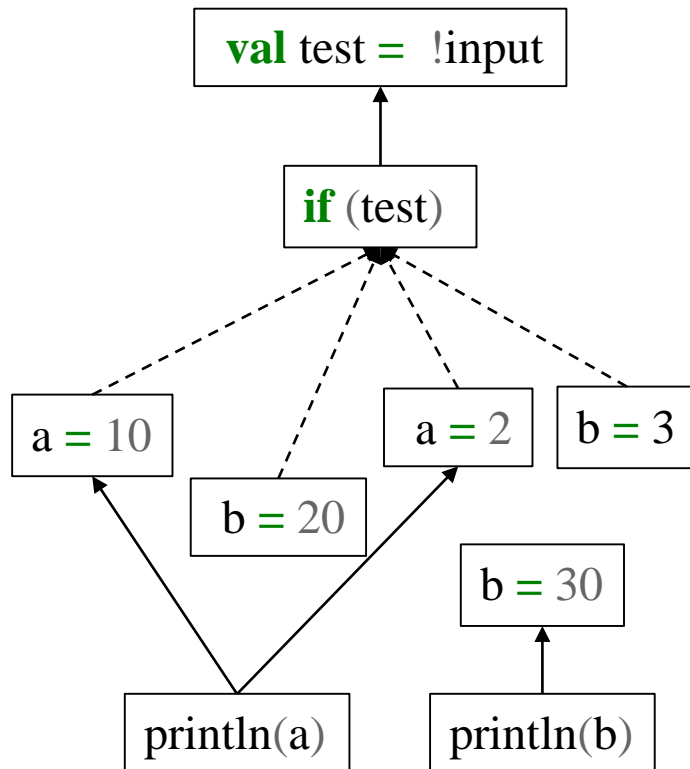 val test = !input
if (test)
a = 10
a = 2
b = 3
b = 20
b = 30
println(a)
println(b)